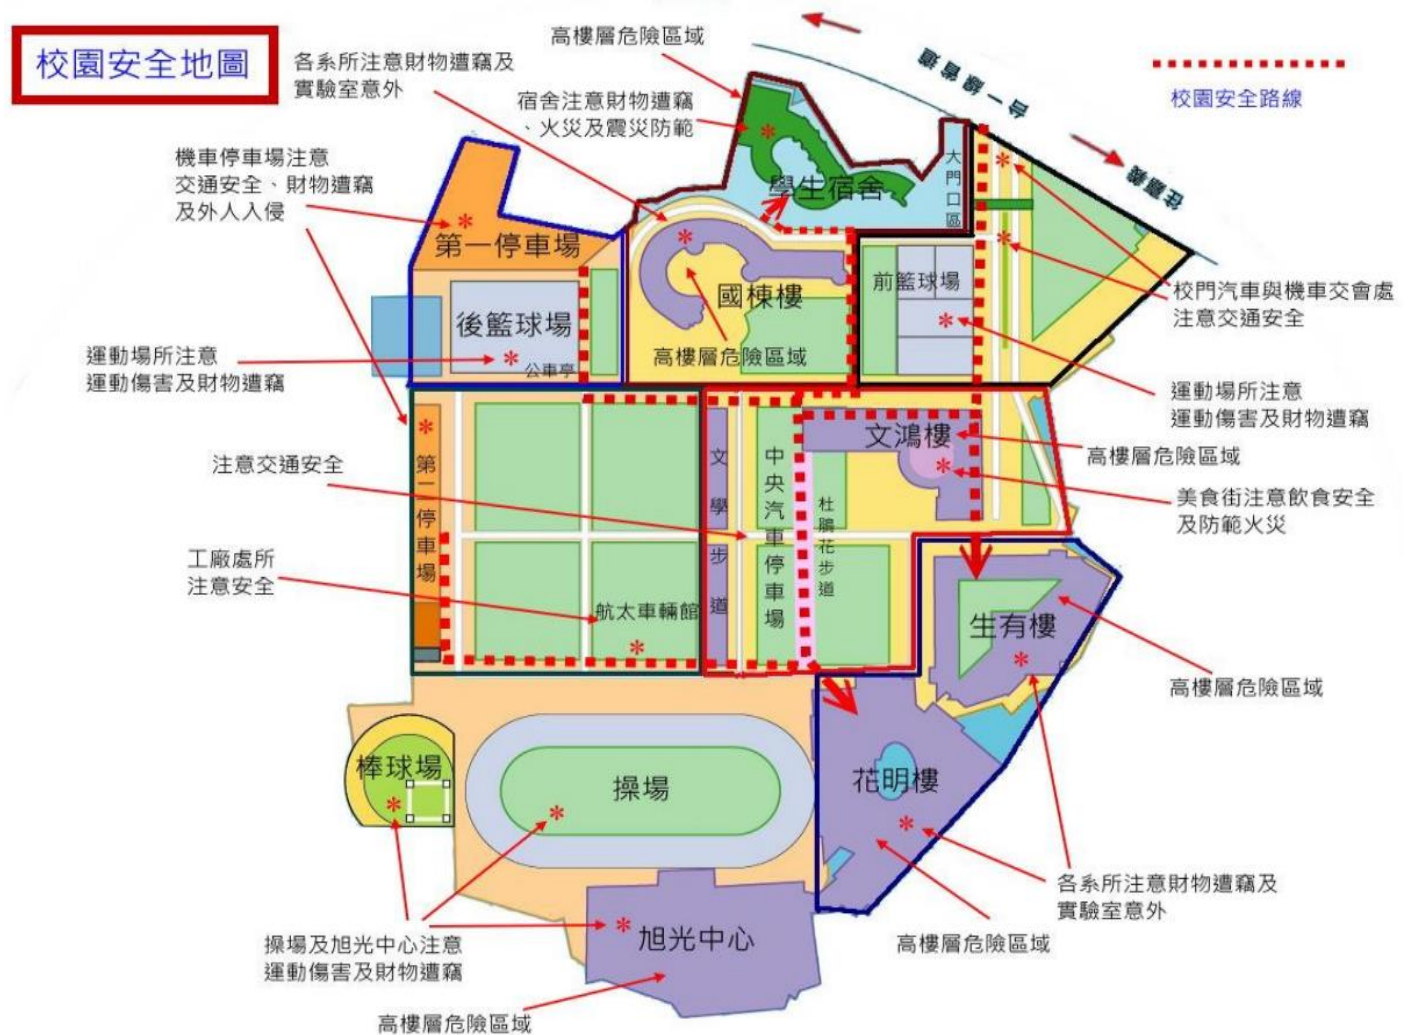 校園安全地圖
高樓層危險區域
各系所注意財物遭竊及
實驗室意外
宿舍注意財物遭竊
、火災及震災防範
台一線省道
往嘉義
校園安全路線
機車停車場注意
交通安全、財物遭竊
及外人入侵
學生宿舍
大門口區
第一停車場
國棟樓
前籃球場
校門汽車與機車交會處
注意交通安全
後籃球場
公車亭
高樓層危險區域
運動場所注意
運動傷害及財物遭竊
運動場所注意
運動傷害及財物遭竊
文鴻樓
高樓層危險區域
注意交通安全
第二停車場
文學步道
中央汽車停車場
杜鵑花步道
美食街注意飲食安全
及防範火災
工廠處所
注意安全
航太車輛館
生有樓
高樓層危險區域
棒球場
操場
花明樓
各系所注意財物遭竊及
實驗室意外
操場及旭光中心注意
運動傷害及財物遭竊
旭光中心
高樓層危險區域
高樓層危險區域